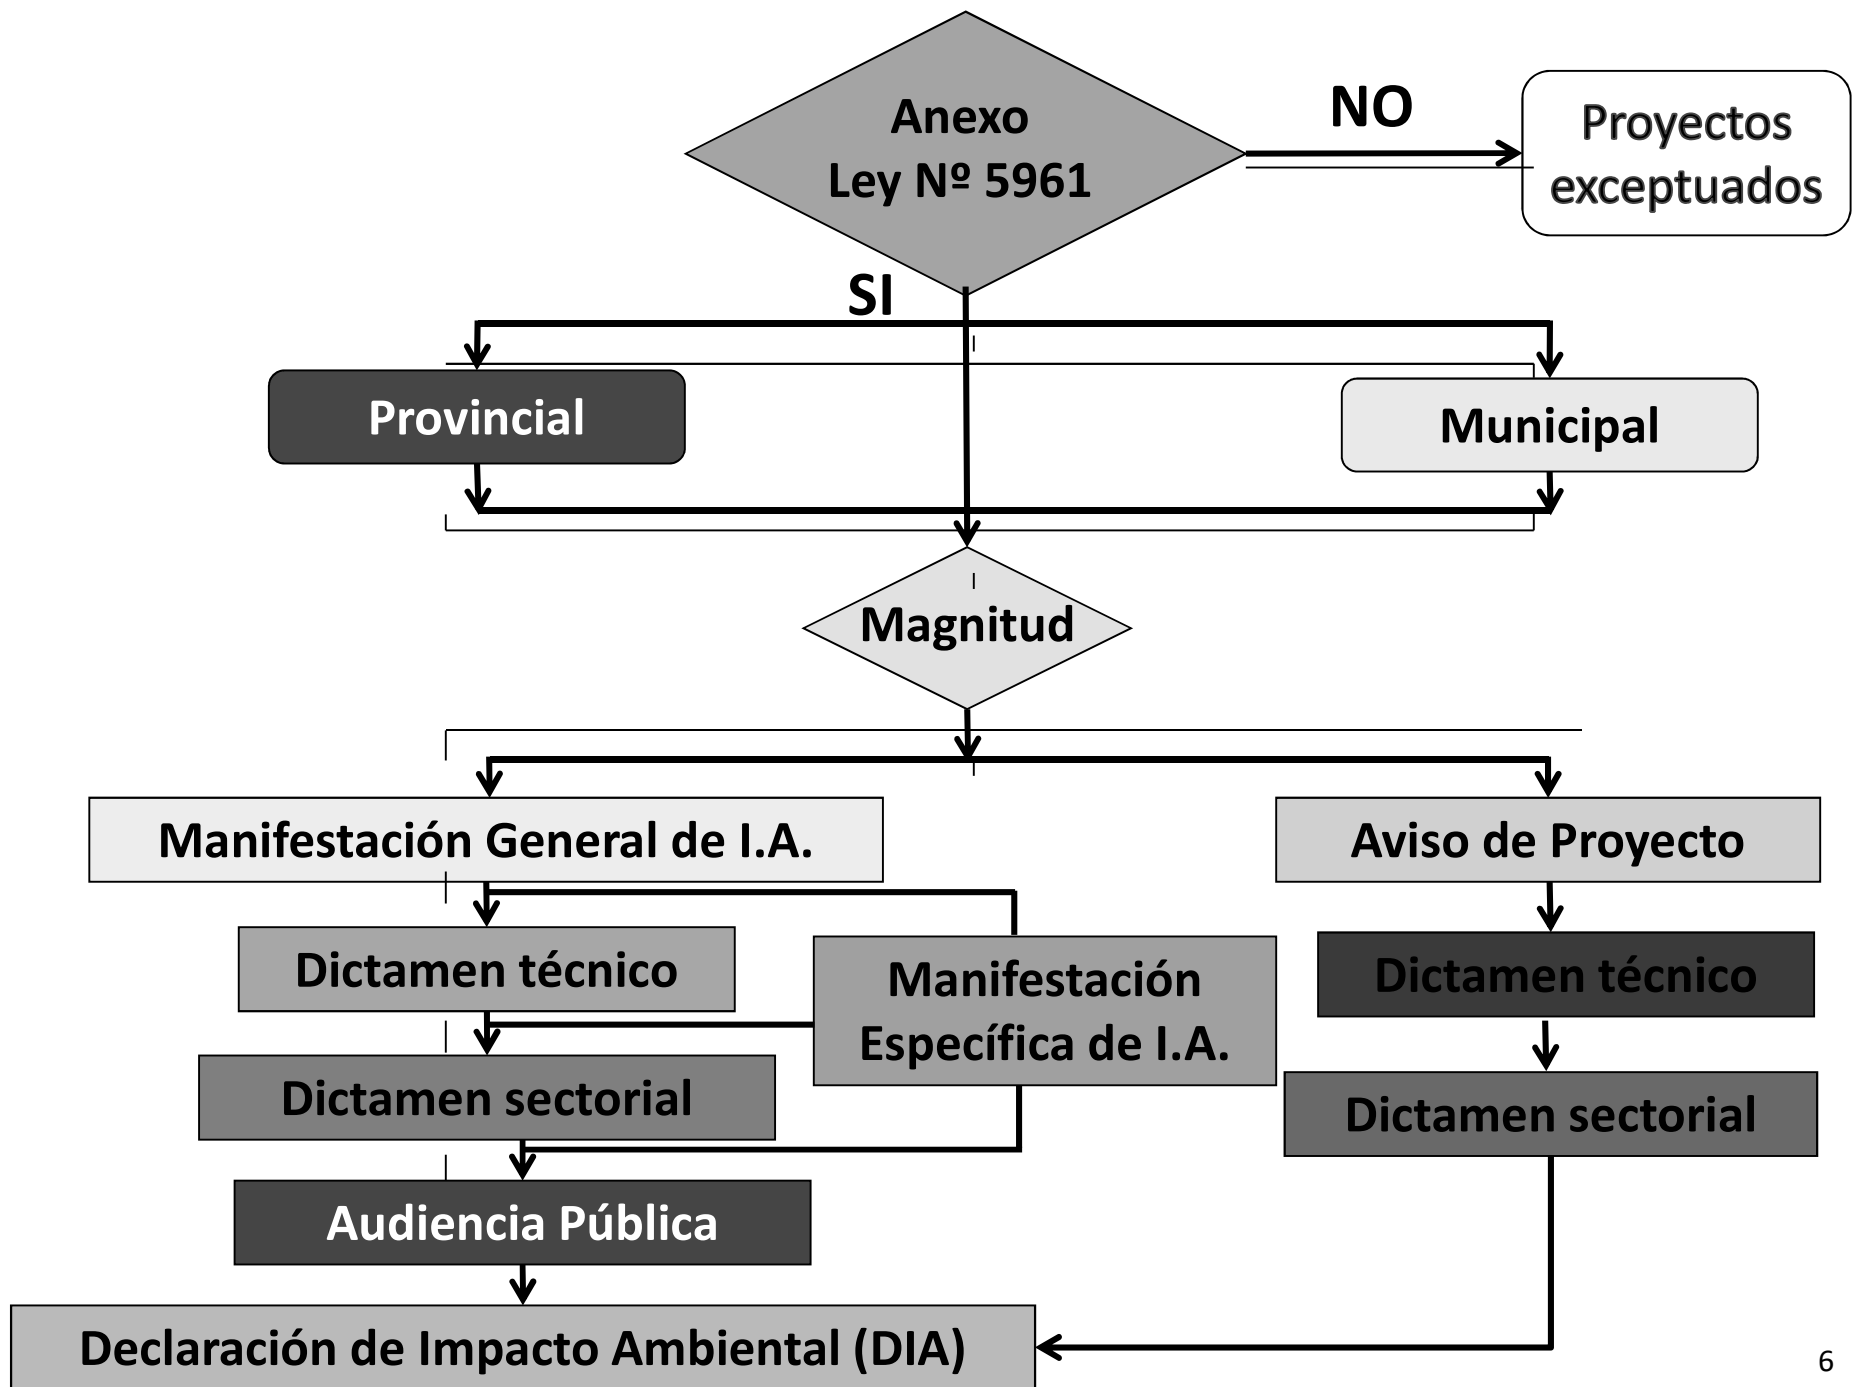 Anexo
Ley Nº 5961
NO
Proyectos
exceptuados
SI
Provincial
Municipal
Magnitud
Manifestación General de I.A.
Aviso de Proyecto
Dictamen técnico
Manifestación
Específica de I.A.
Dictamen técnico
Dictamen sectorial
Dictamen sectorial
Audiencia Pública
Declaración de Impacto Ambiental (DIA)
6